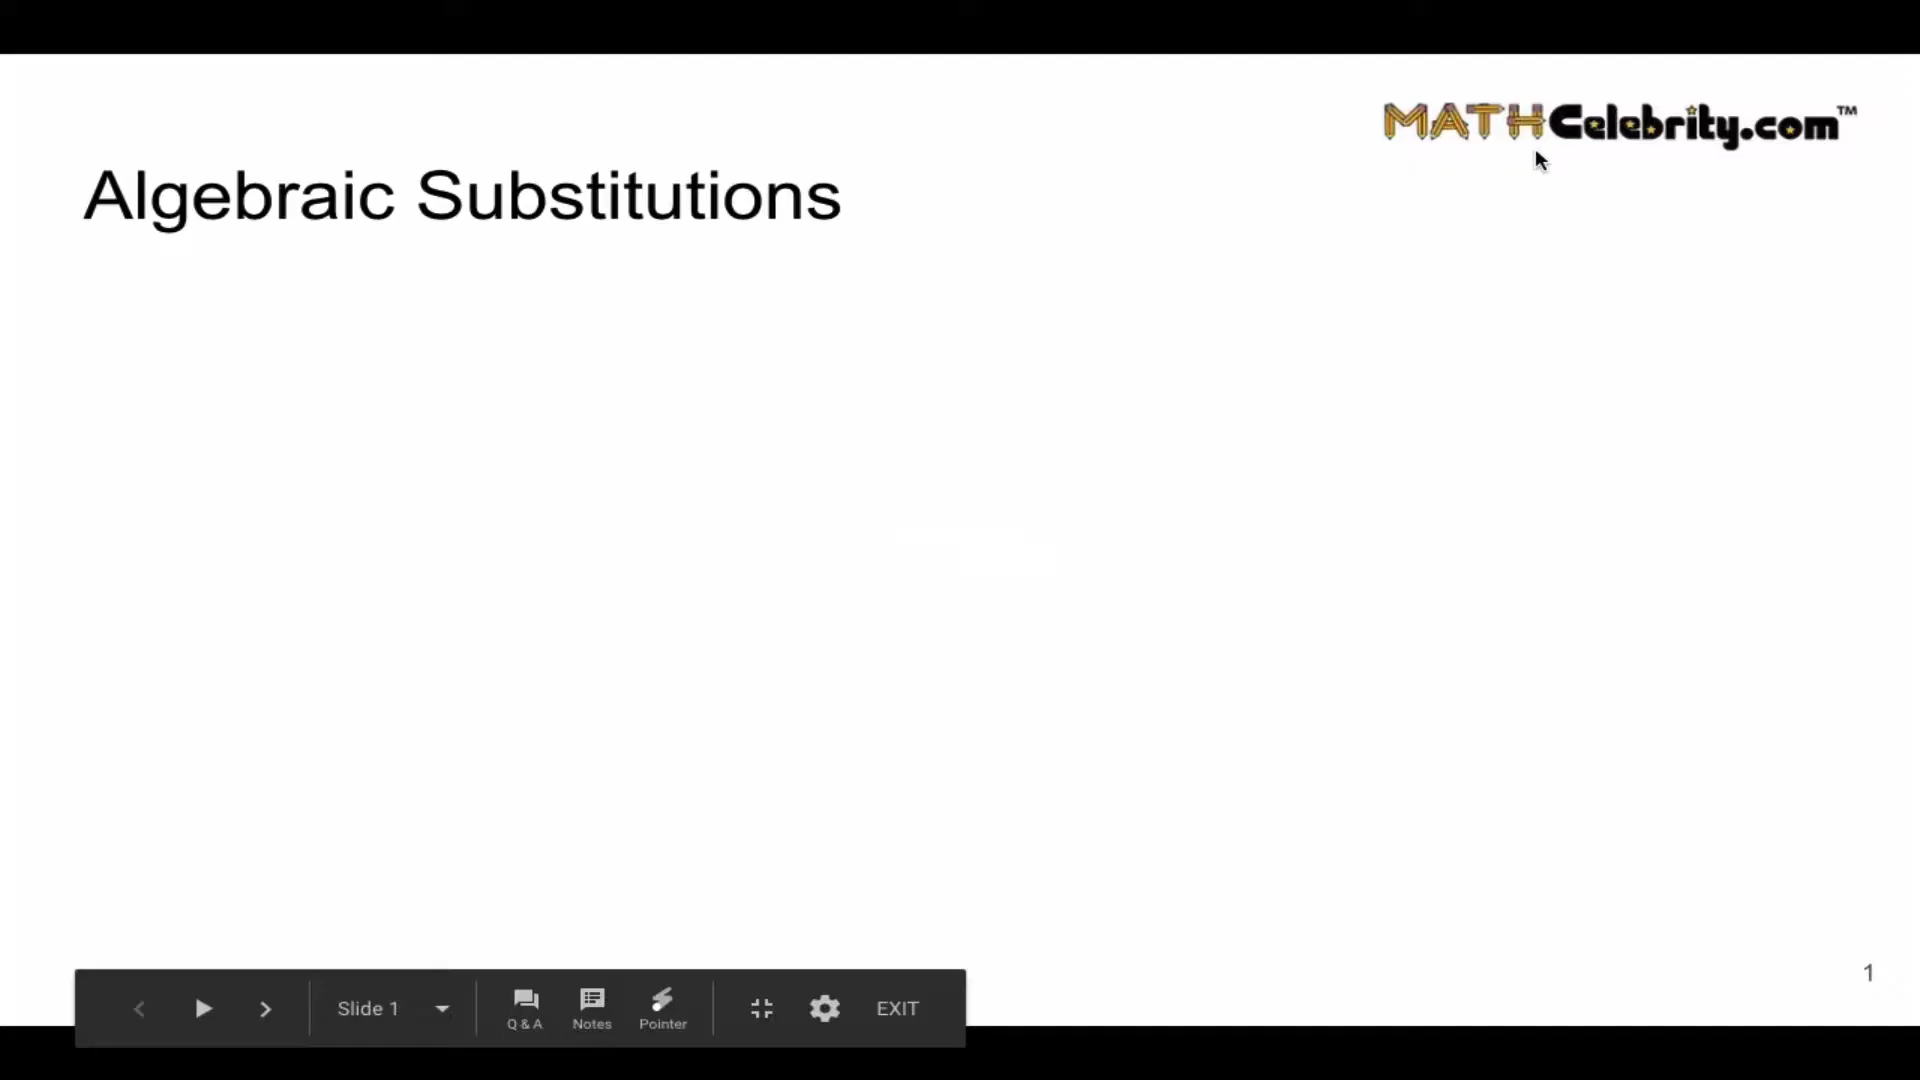 MATHCelebrity.com™
Algebraic Substitutions
1
Slide 1
Q & A
Notes
Pointer
EXIT